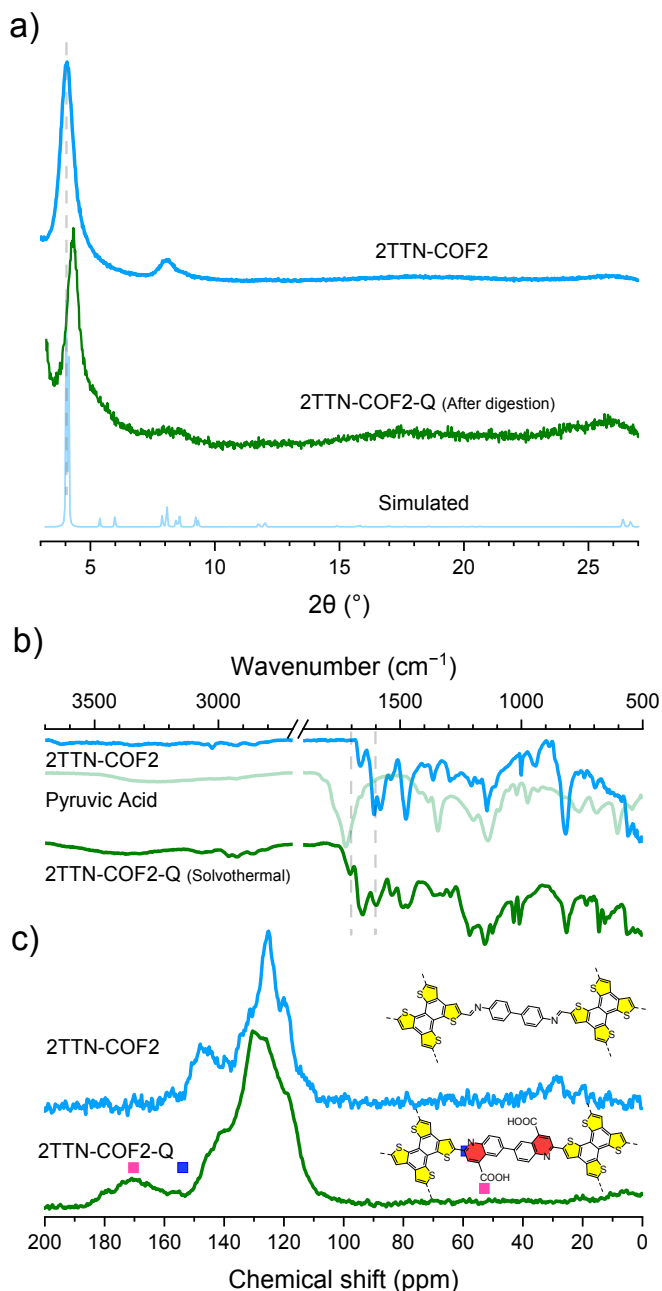 a)
2TTN-COF2
2TTN-COF2-Q (After digestion)
Simulated
5 10 15 20 25
2θ (°)
b)
Wavenumber (cm⁻¹)
3500 3000 1500 1000 500
2TTN-COF2
Pyruvic Acid
2TTN-COF2-Q (Solvothermal)
c)
S S S N N S S S
2TTN-COF2
HOOC
2TTN-COF2-Q
S S S N N S S S
COOH
200 180 160 140 120 100 80 60 40 20 0
Chemical shift (ppm)